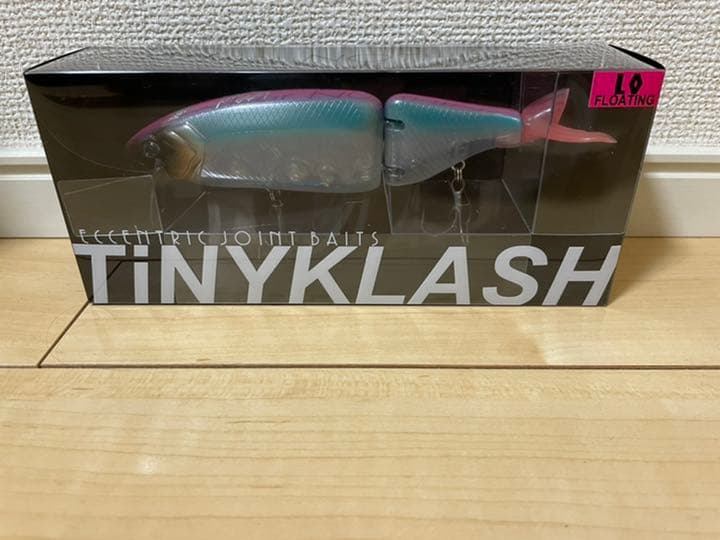 LO
FLOATING
ECCENTRIC JOINT BAITS
TiNYKLASH